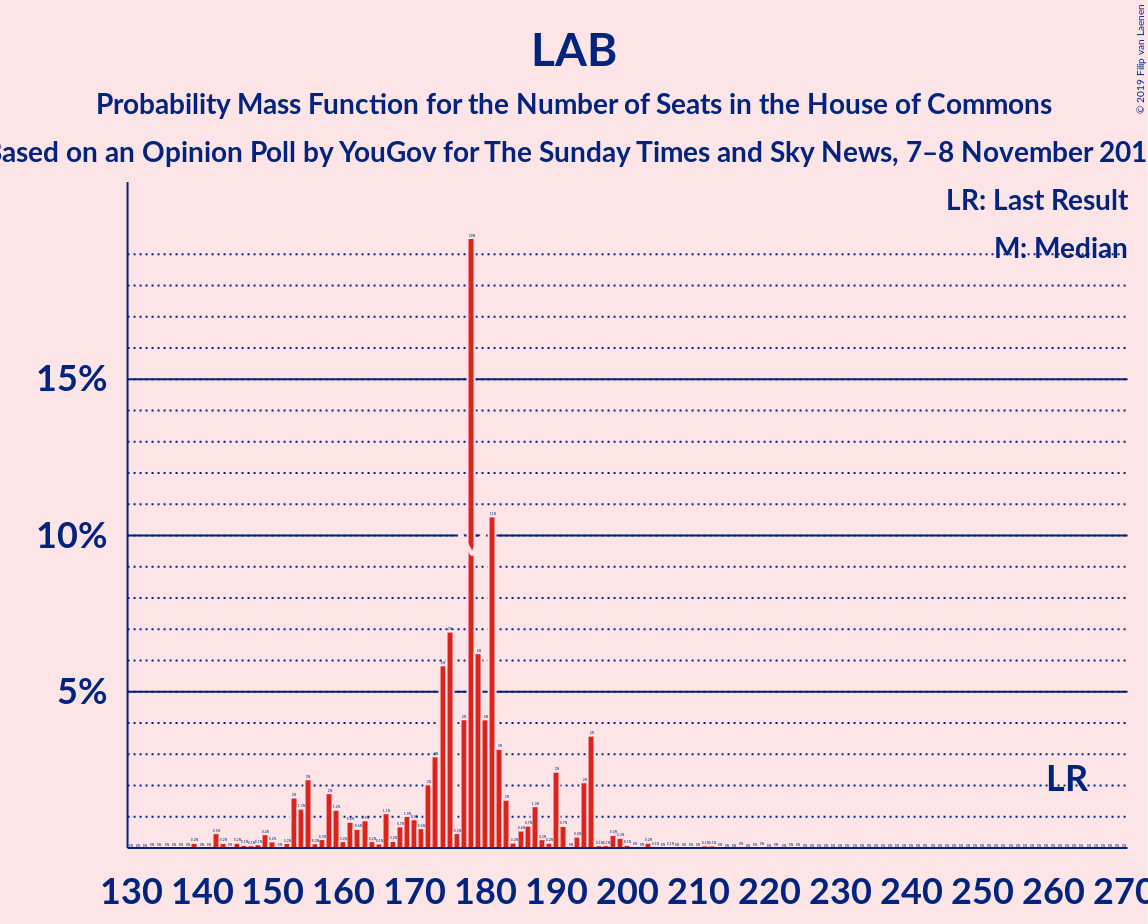 LAB
Probability Mass Function for the Number of Seats in the House of Commons
Based on an Opinion Poll by YouGov for The Sunday Times and Sky News, 7–8 November 201
© 2019 Filip van Laenen
LR: Last Result
M: Median
15%
10%
5%
LR
130 140 150 160 170 180 190 200 210 220 230 240 250 260 270